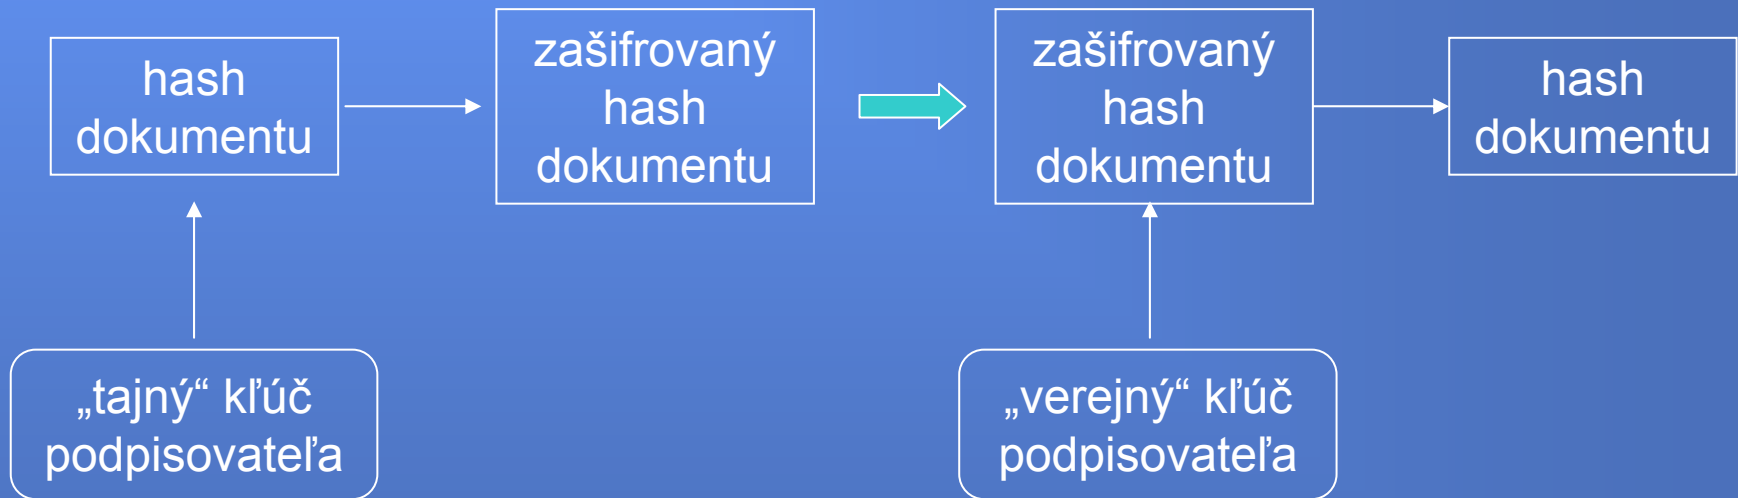 hash
dokumentu
zašifrovaný
hash
dokumentu
zašifrovaný
hash
dokumentu
hash
dokumentu
„tajný“ kľúč
podpisovateľa
„verejný“ kľúč
podpisovateľa